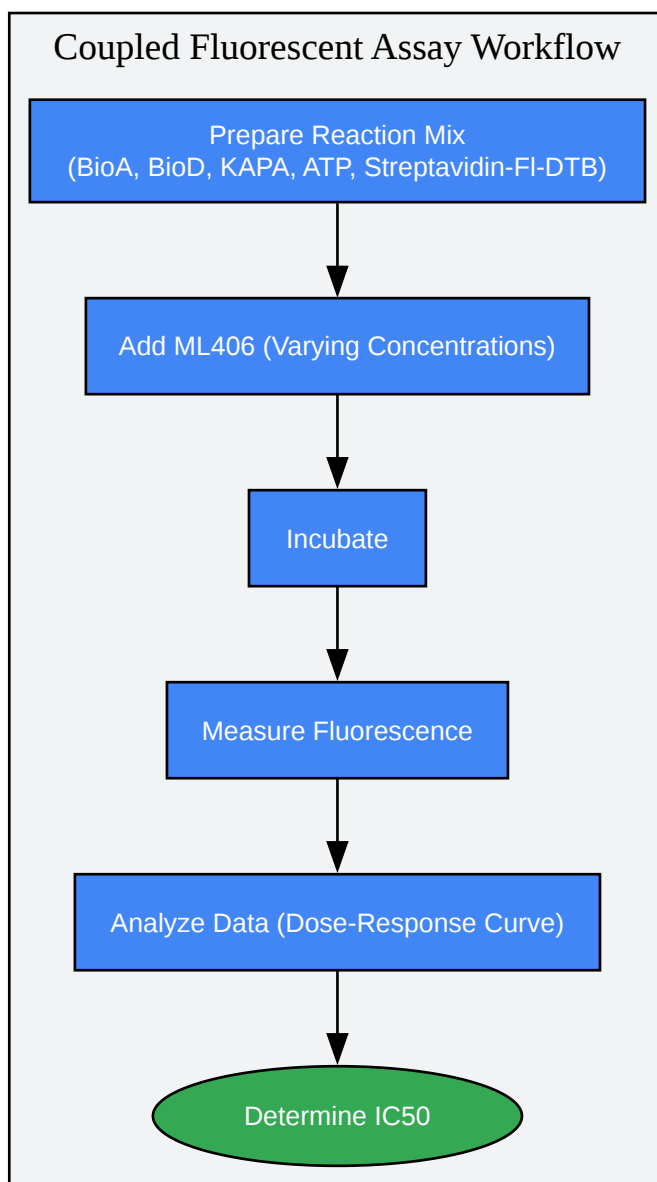 Coupled Fluorescent Assay Workflow
Prepare Reaction Mix
(BioA, BioD, KAPA, ATP, Streptavidin-Fl-DTB)
Add ML406 (Varying Concentrations)
Incubate
Measure Fluorescence
Analyze Data (Dose-Response Curve)
Determine IC50